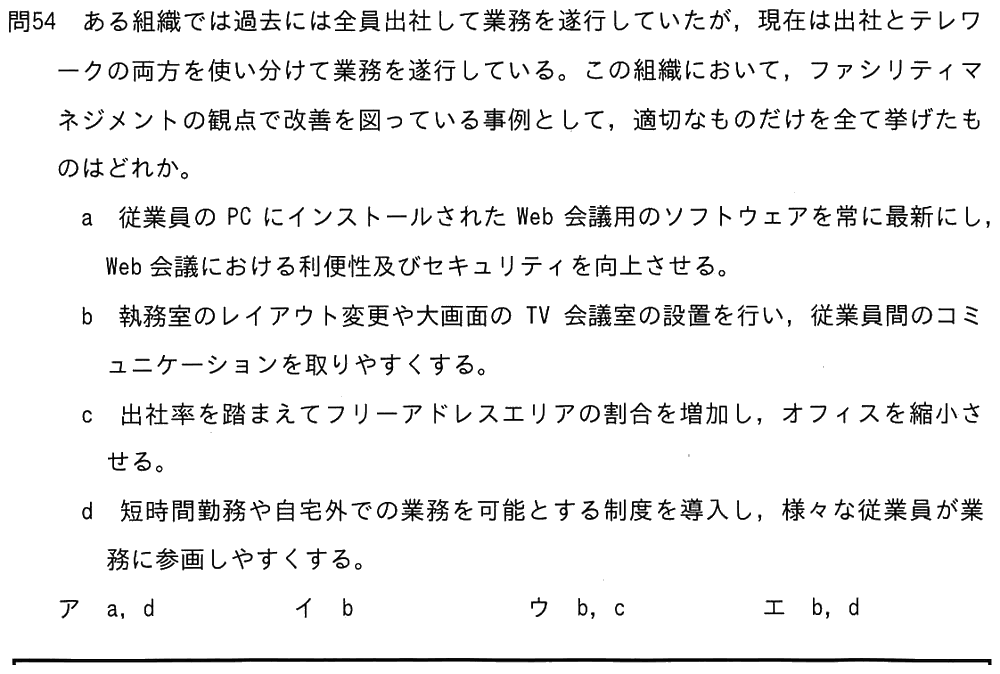 問54 ある組織では過去には全員出社して業務を遂行していたが，現在は出社とテレワ
ークの両方を使い分けて業務を遂行している。この組織において，ファシリティマ
ネジメントの観点で改善を図っている事例として，適切なものだけを全て挙げたも
のはどれか。
a 従業員の PC にインストールされた Web 会議用のソフトウェアを常に最新にし，
Web 会議における利便性及びセキュリティを向上させる。
b 執務室のレイアウト変更や大画面の TV 会議室の設置を行い，従業員間のコミ
ュニケーションを取りやすくする。
c 出社率を踏まえてフリーアドレスエリアの割合を増加し，オフィスを縮小さ
せる。
d 短時間勤務や自宅外での業務を可能とする制度を導入し，様々な従業員が業
務に参画しやすくする。
ア a，d イ b ウ b，c エ b，d